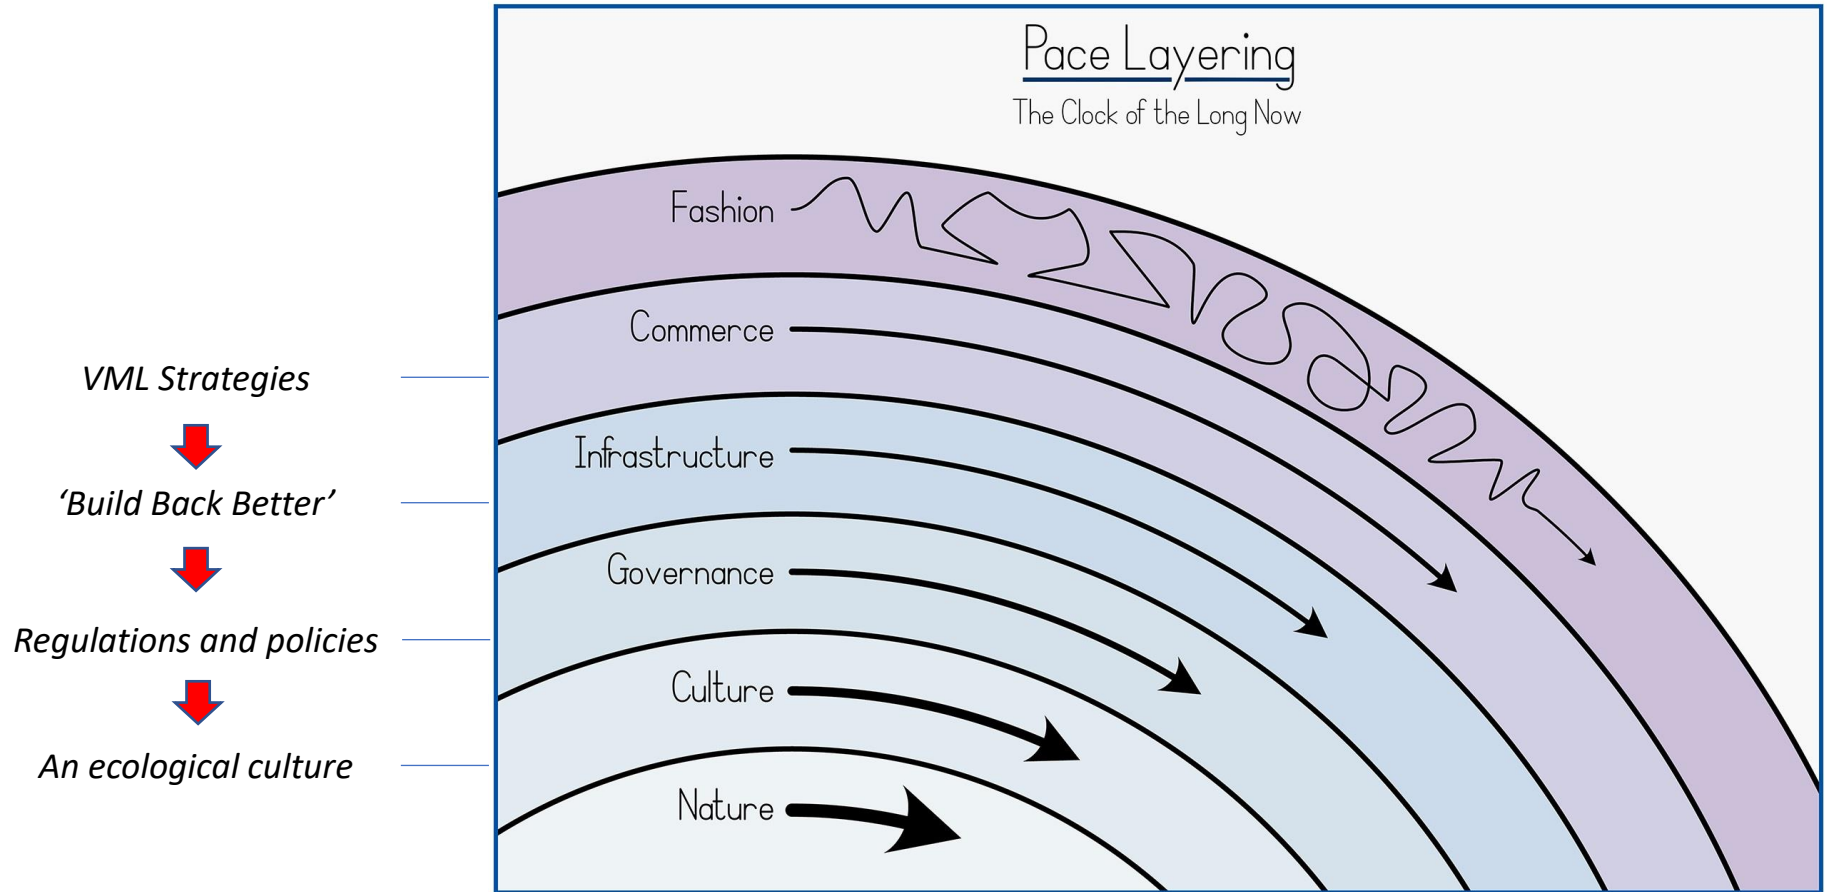 Pace Layering
The Clock of the Long Now
Fashion
Commerce
VML Strategies
Infrastructure
‘Build Back Better’
Governance
Regulations and policies
Culture
An ecological culture
Nature